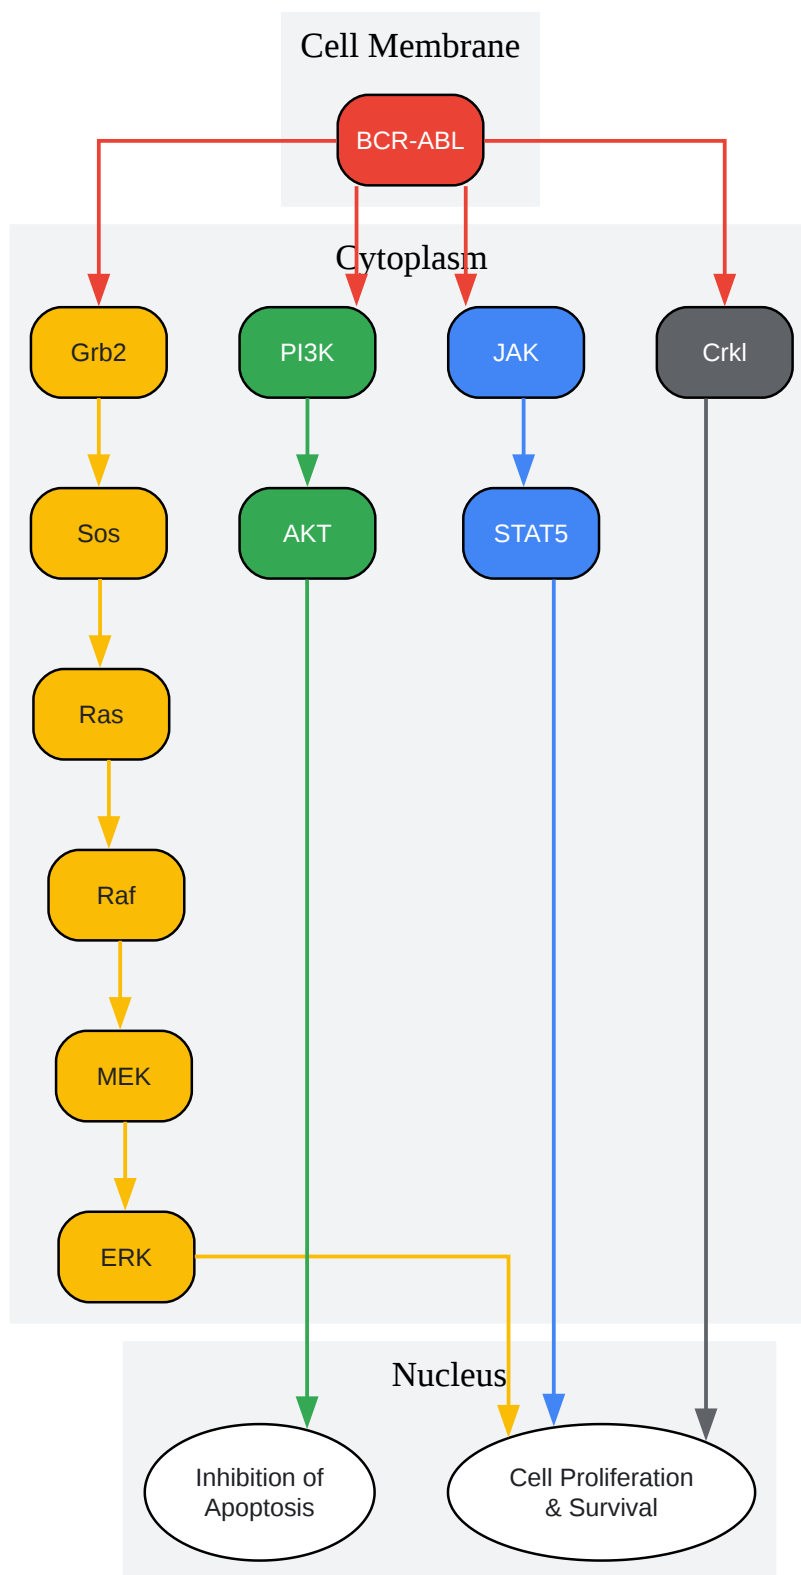 Cell Membrane
BCR-ABL
Cytoplasm
Grb2
PI3K
JAK
Crkl
Sos
AKT
STAT5
Ras
Raf
MEK
ERK
Nucleus
Inhibition of
Apoptosis
Cell Proliferation
& Survival